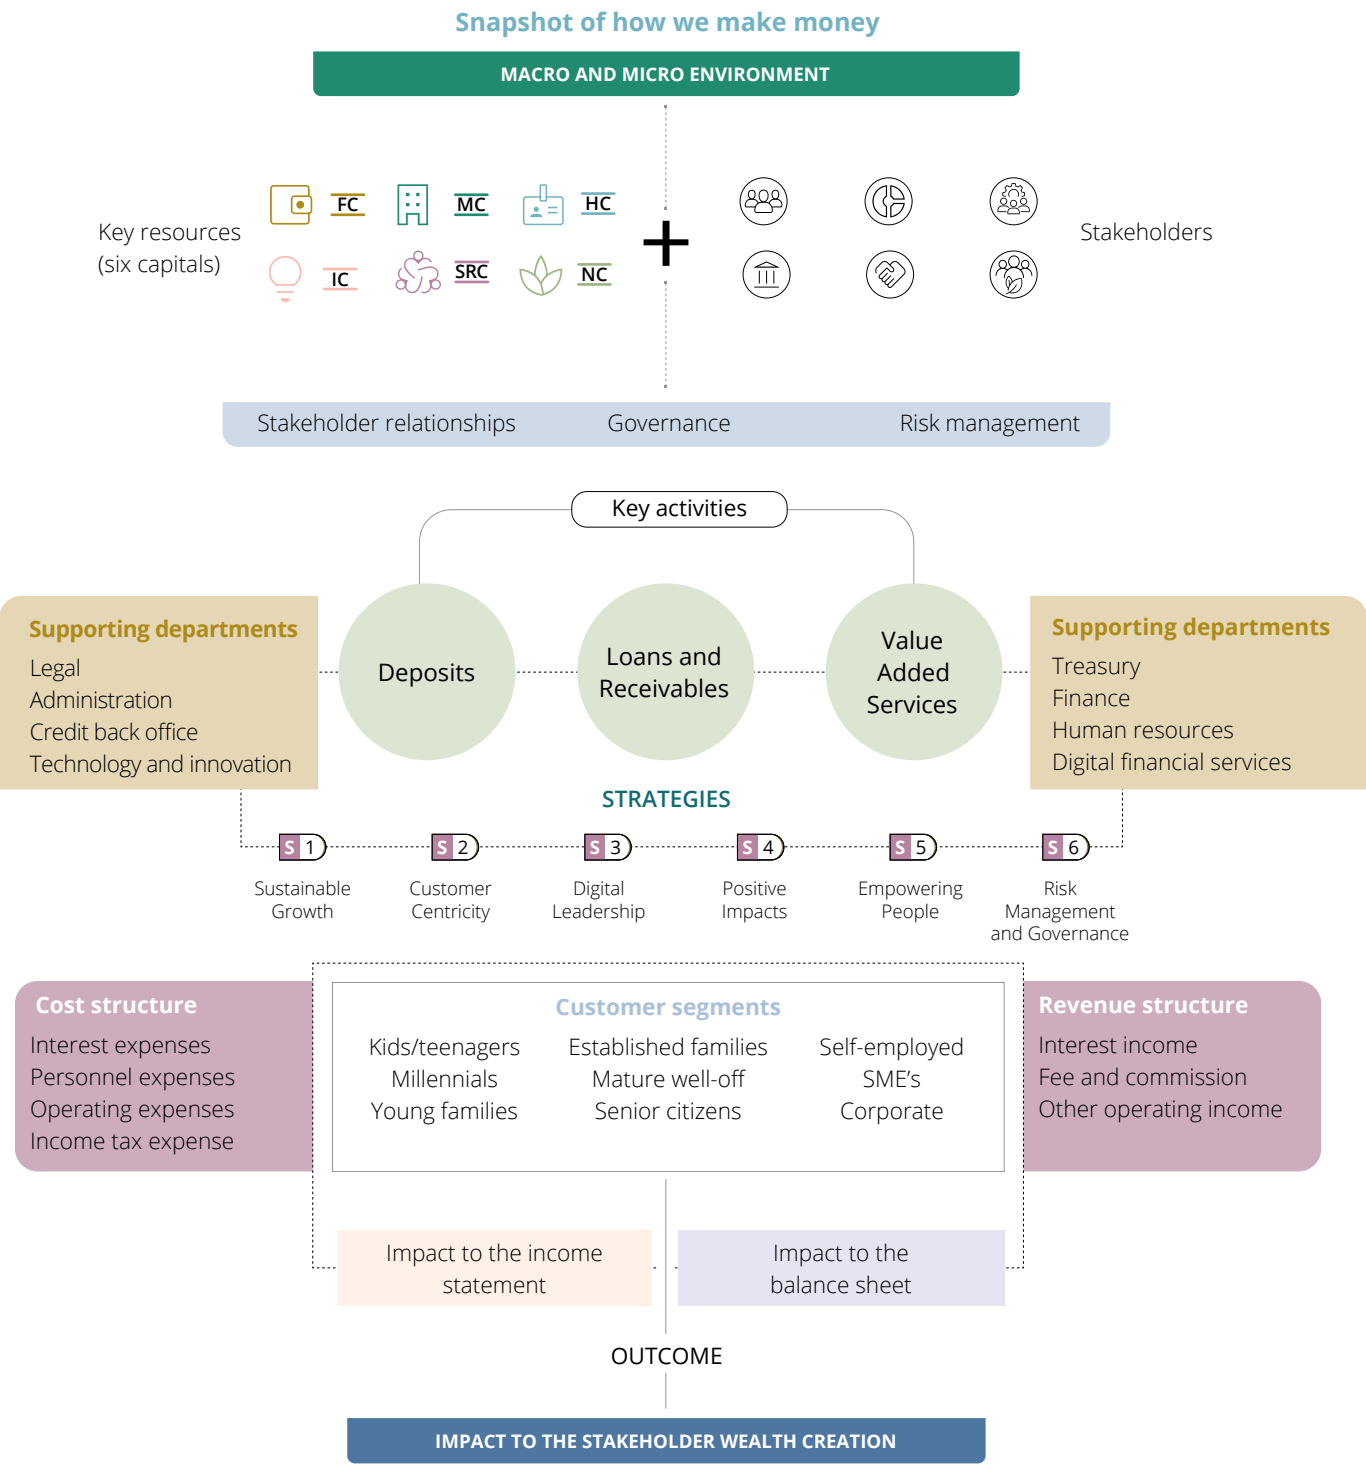 Snapshot of how we make money
MACRO AND MICRO ENVIRONMENT
Key resources
(six capitals)
FC
MC
HC
IC
SRC
NC
Stakeholders
Stakeholder relationships
Governance
Risk management
Key activities
Supporting departments
Legal
Administration
Credit back office
Technology and innovation
Deposits
Loans and
Receivables
Value
Added
Services
Supporting departments
Treasury
Finance
Human resources
Digital financial services
STRATEGIES
S 1
Sustainable
Growth
S 2
Customer
Centricity
S 3
Digital
Leadership
S 4
Positive
Impacts
S 5
Empowering
People
S 6
Risk
Management
and Governance
Cost structure
Interest expenses
Personnel expenses
Operating expenses
Income tax expense
Customer segments
Kids/teenagers
Millennials
Young families
Established families
Mature well-off
Senior citizens
Self-employed
SME’s
Corporate
Revenue structure
Interest income
Fee and commission
Other operating income
Impact to the income
statement
Impact to the
balance sheet
OUTCOME
IMPACT TO THE STAKEHOLDER WEALTH CREATION